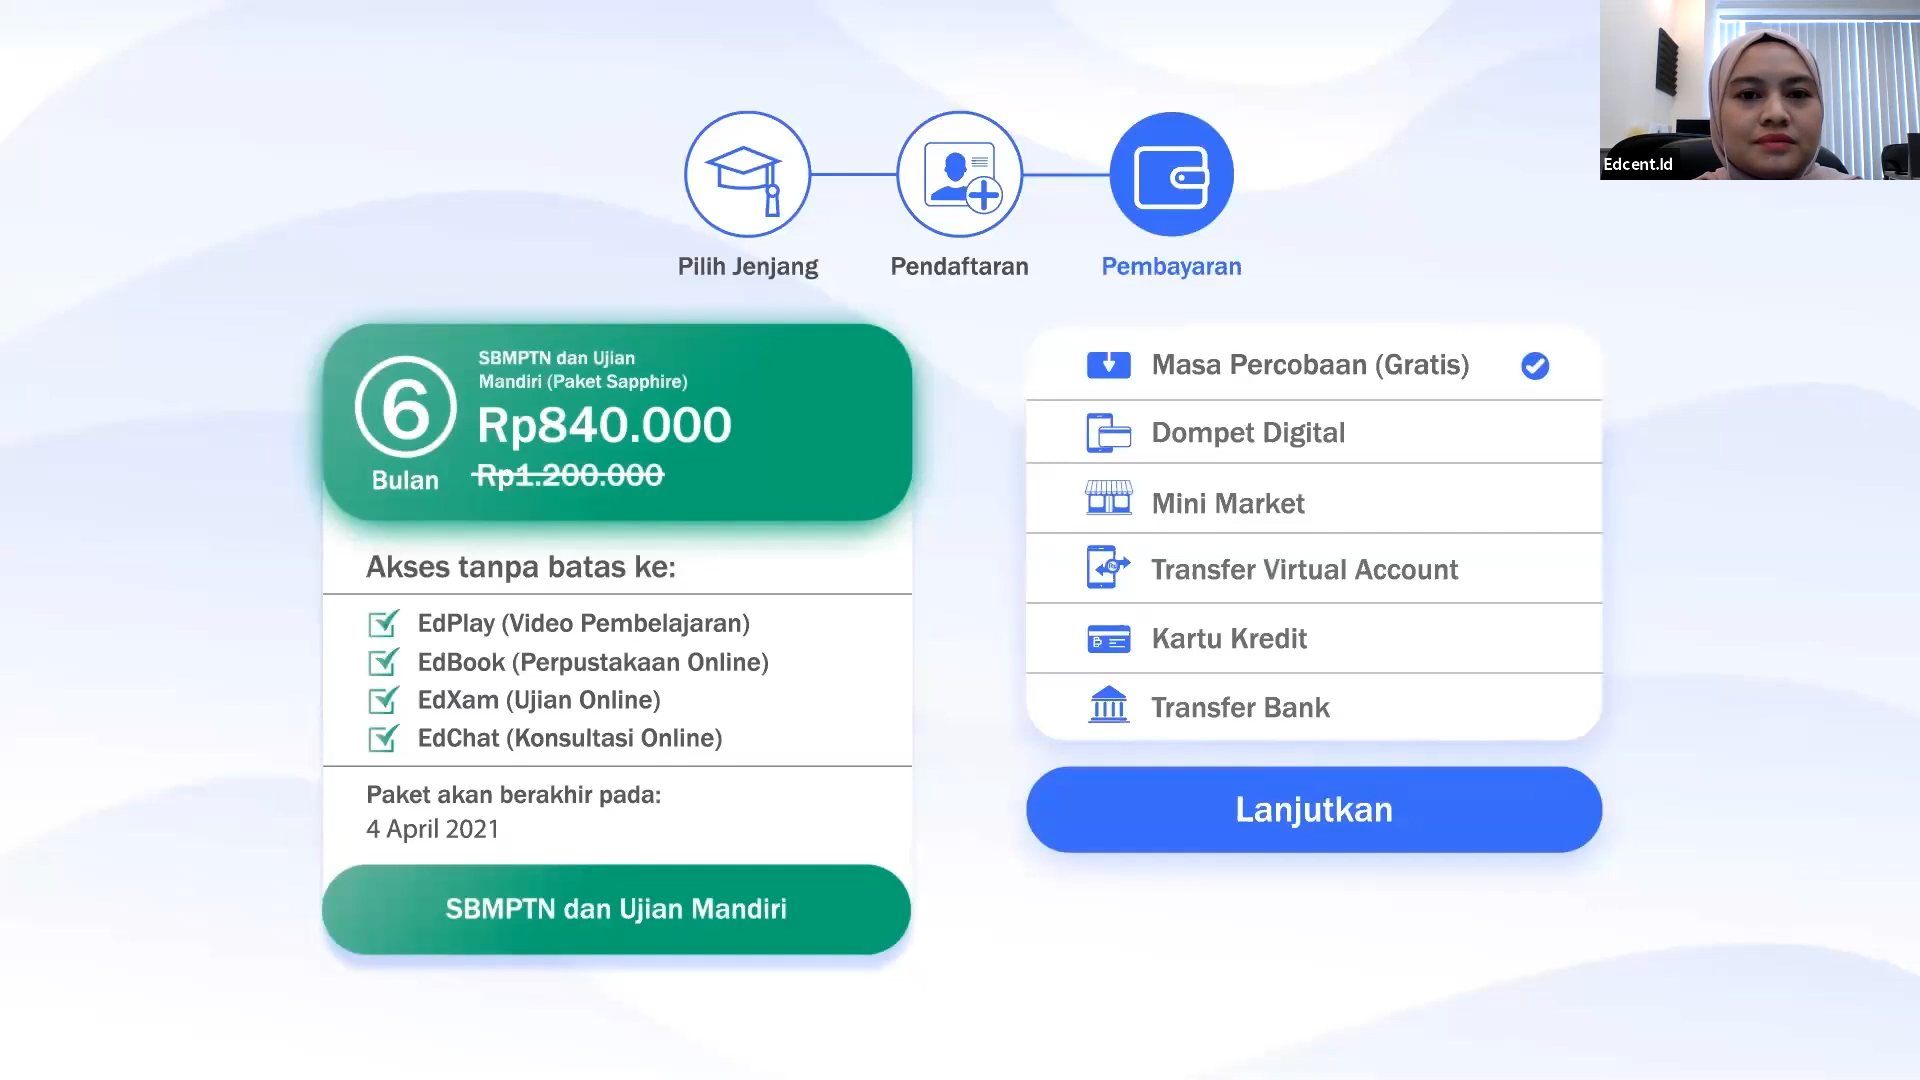 Edcent.Id
Pilih Jenjang
Pendaftaran
Pembayaran
6
Bulan
SBMPTN dan Ujian
Mandiri (Paket Sapphire)
Rp840.000
Rp1.200.000
Akses tanpa batas ke:
EdPlay (Video Pembelajaran)
EdBook (Perpustakaan Online)
EdXam (Ujian Online)
EdChat (Konsultasi Online)
Paket akan berakhir pada:
4 April 2021
SBMPTN dan Ujian Mandiri
Masa Percobaan (Gratis)
Dompet Digital
Mini Market
Transfer Virtual Account
Kartu Kredit
Transfer Bank
Lanjutkan